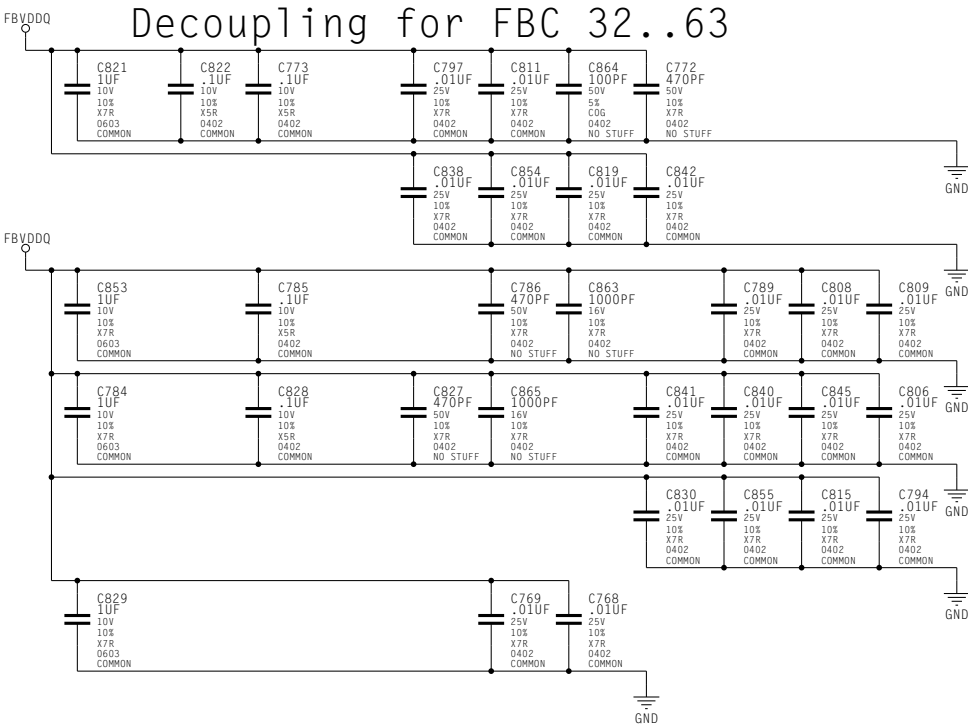 Decoupling for FBC 32..63
FBVDDQ
C821
1UF
10V
10%
X7R
0603
COMMON
C822
.1UF
10V
10%
X5R
0402
COMMON
C773
.1UF
10V
10%
X5R
0402
COMMON
C797
.01UF
25V
10%
X7R
0402
COMMON
C811
.01UF
25V
10%
X7R
0402
COMMON
C864
100PF
50V
5%
COG
0402
NO STUFF
C772
470PF
50V
10%
X7R
0402
NO STUFF
GND
C838
.01UF
25V
10%
X7R
0402
COMMON
C854
.01UF
25V
10%
X7R
0402
COMMON
C819
.01UF
25V
10%
X7R
0402
COMMON
C842
.01UF
25V
10%
X7R
0402
COMMON
GND
FBVDDQ
C853
1UF
10V
10%
X7R
0603
COMMON
C785
.1UF
10V
10%
X5R
0402
COMMON
C786
470PF
50V
10%
X7R
0402
NO STUFF
C863
1000PF
16V
10%
X7R
0402
NO STUFF
C789
.01UF
25V
10%
X7R
0402
COMMON
C808
.01UF
25V
10%
X7R
0402
COMMON
C809
.01UF
25V
10%
X7R
0402
COMMON
GND
C784
1UF
10V
10%
X7R
0603
COMMON
C828
.1UF
10V
10%
X5R
0402
COMMON
C827
470PF
50V
10%
X7R
0402
NO STUFF
C865
1000PF
16V
10%
X7R
0402
NO STUFF
C841
.01UF
25V
10%
X7R
0402
COMMON
C840
.01UF
25V
10%
X7R
0402
COMMON
C845
.01UF
25V
10%
X7R
0402
COMMON
C806
.01UF
25V
10%
X7R
0402
COMMON
GND
C830
.01UF
25V
10%
X7R
0402
COMMON
C855
.01UF
25V
10%
X7R
0402
COMMON
C815
.01UF
25V
10%
X7R
0402
COMMON
C794
.01UF
25V
10%
X7R
0402
COMMON
GND
C829
1UF
10V
10%
X7R
0603
COMMON
C769
.01UF
25V
10%
X7R
0402
COMMON
C768
.01UF
25V
10%
X7R
0402
COMMON
GND